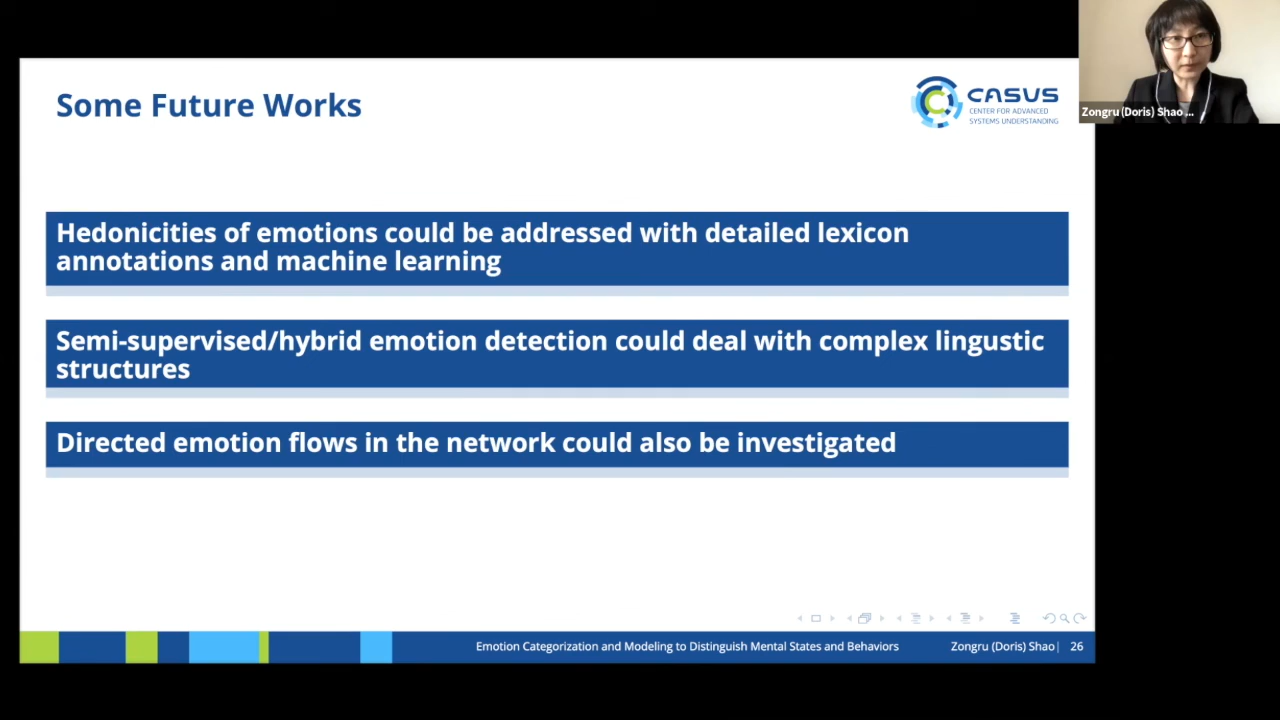 Some Future Works
CASUS
CENTER FOR ADVANCED
SYSTEMS UNDERSTANDING
Zongru (Doris) Shao ...
Hedonicities of emotions could be addressed with detailed lexicon
annotations and machine learning
Semi-supervised/hybrid emotion detection could deal with complex lingustic
structures
Directed emotion flows in the network could also be investigated
Emotion Categorization and Modeling to Distinguish Mental States and Behaviors
Zongru (Doris) Shao| 26